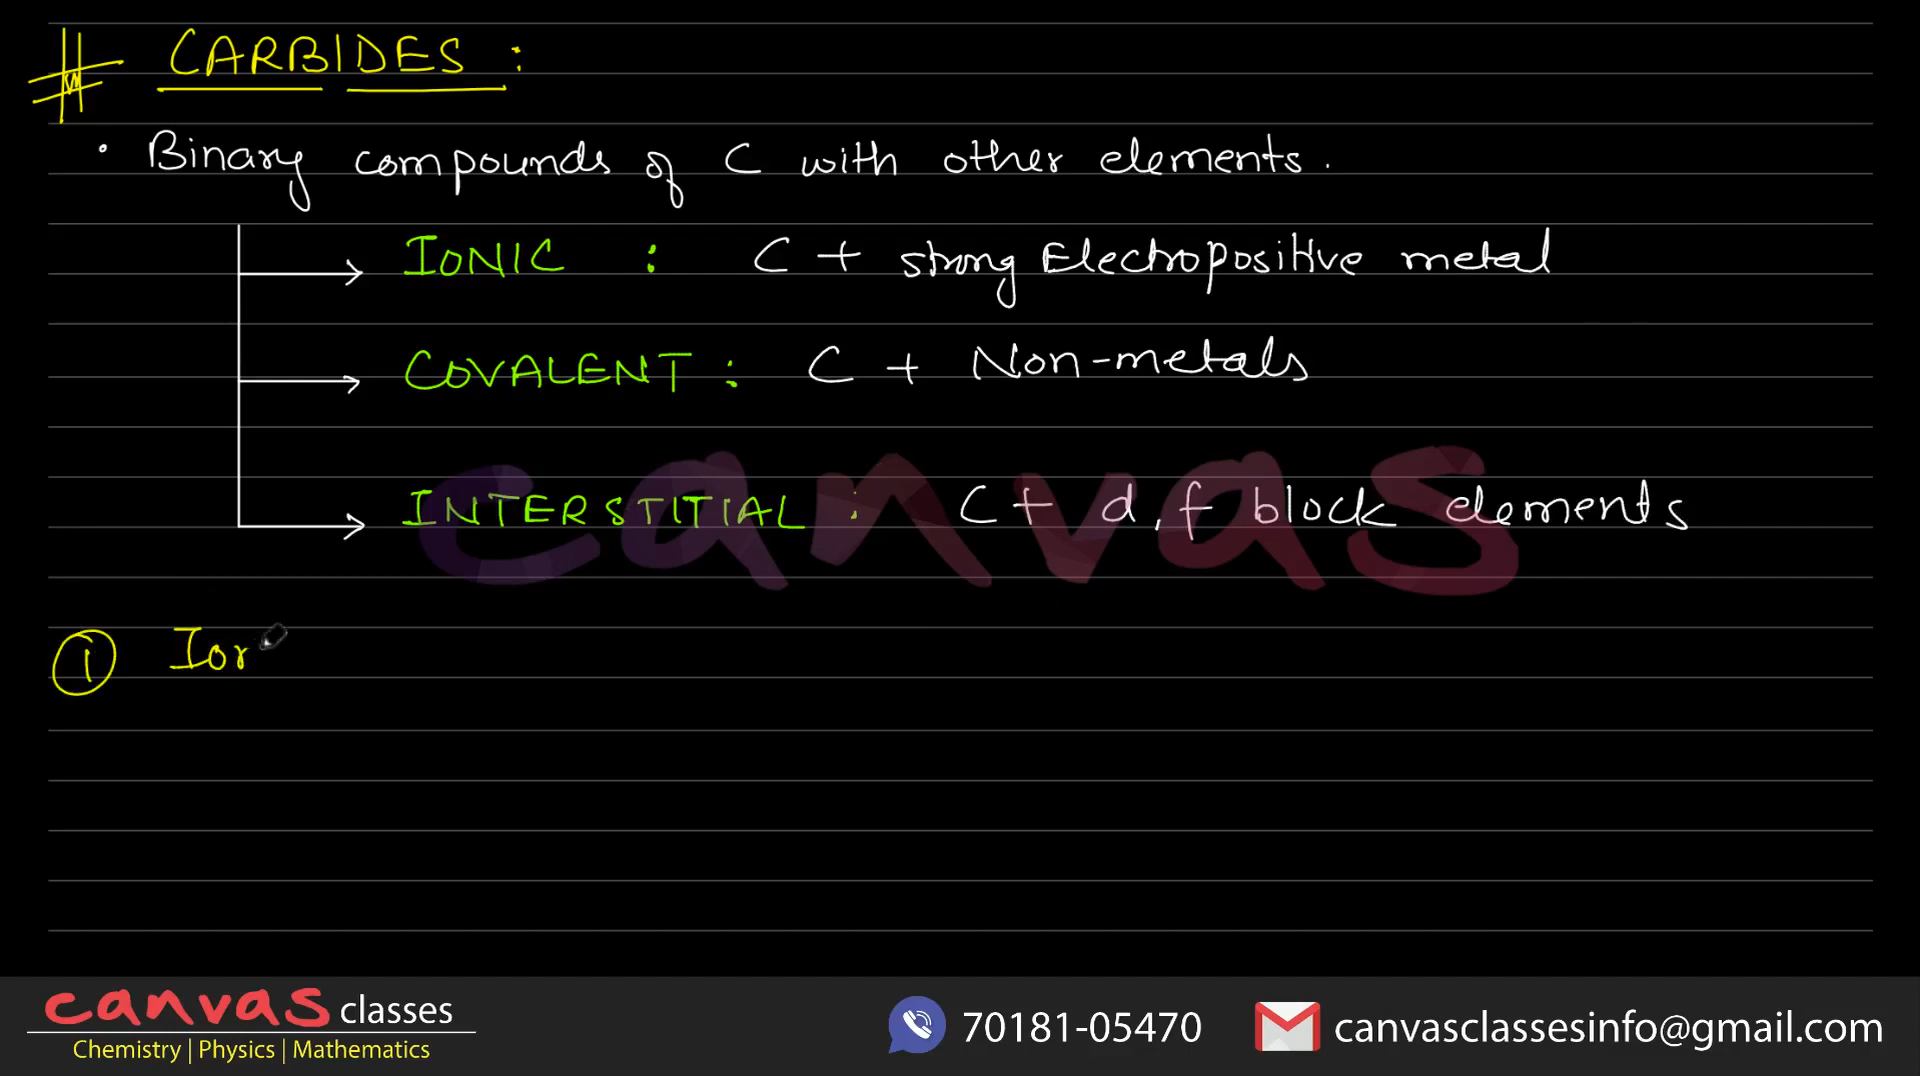 # CARBIDES :
• Binary compounds of C with other elements.
IONIC : C + strong Electropositive metal
COVALENT : C + Non-metals
INTERSTITIAL : C + d, f block elements
canvas
① Ion
canvas classes
Chemistry | Physics | Mathematics
70181-05470
canvasclassesinfo@gmail.com